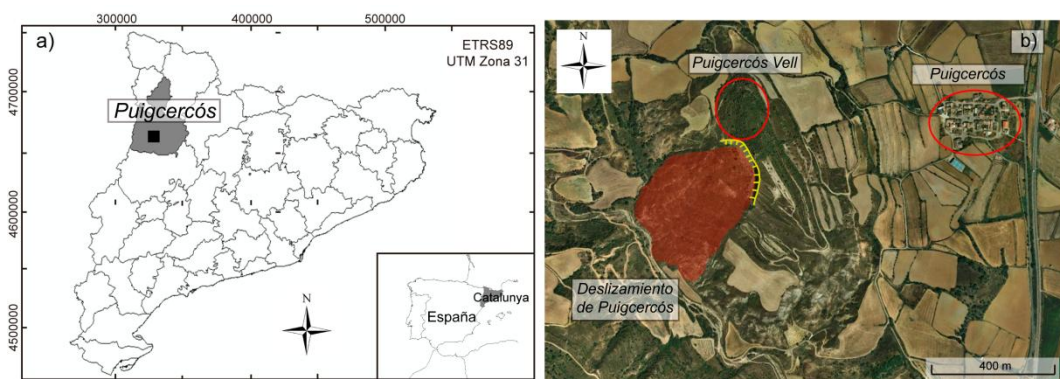 300000
400000
500000
a)
ETRS89
UTM Zona 31
Puigcercós
4700000
4600000
4500000
N
Catalunya
España
N
b)
Puigcercós Vell
Puigcercós
Deslizamiento
de Puigcercós
400 m